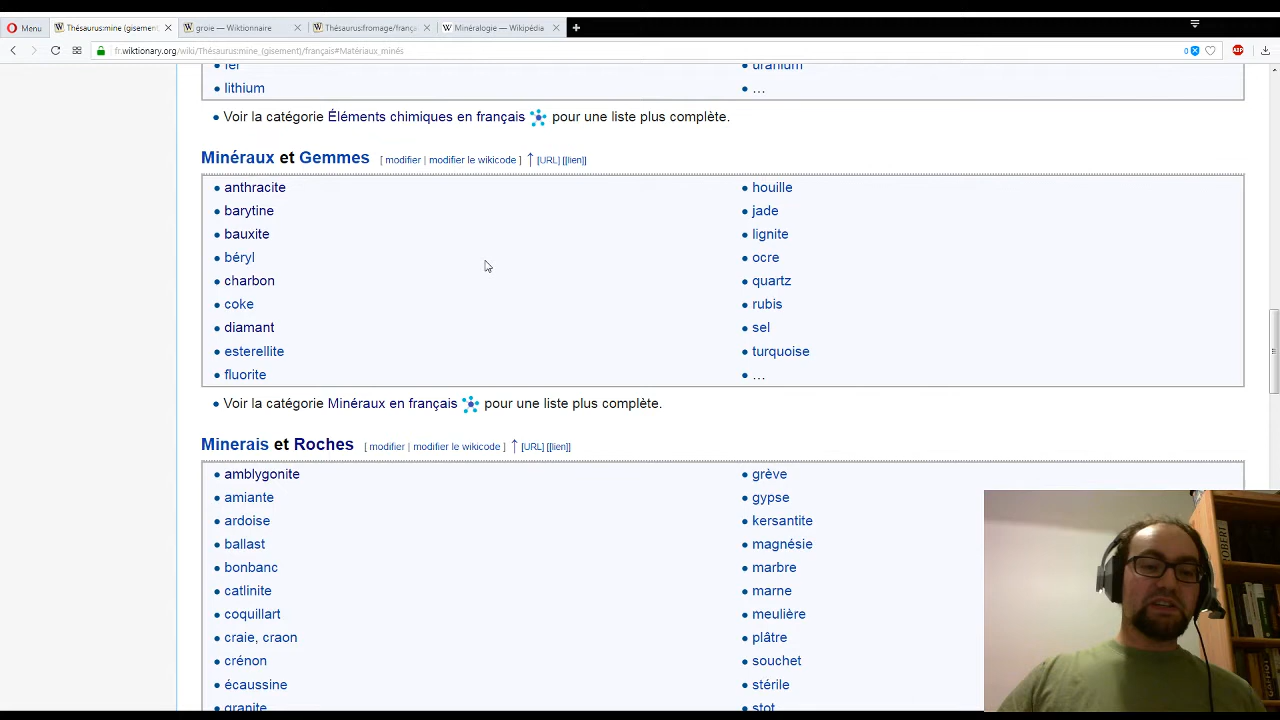 Menu
Thésaurus:mine (gisement)
groie — Wiktionnaire
Thésaurus:fromage/frança
Minéralogie — Wikipédia
fr.wiktionary.org/wiki/Thésaurus:mine_(gisement)/français#Matériaux_minés
0
ABP
fer
uranium
lithium
…
Voir la catégorie Éléments chimiques en français pour une liste plus complète.
Minéraux et Gemmes [ modifier | modifier le wikicode ] ↑ [URL] [[lien]]
anthracite
barytine
bauxite
béryl
charbon
coke
diamant
esterellite
fluorite
houille
jade
lignite
ocre
quartz
rubis
sel
turquoise
…
Voir la catégorie Minéraux en français pour une liste plus complète.
Minerais et Roches [ modifier | modifier le wikicode ] ↑ [URL] [[lien]]
amblygonite
amiante
ardoise
ballast
bonbanc
catlinite
coquillart
craie, craon
crénon
écaussine
granite
grève
gypse
kersantite
magnésie
marbre
marne
meulière
plâtre
souchet
stérile
stot
ROBERT